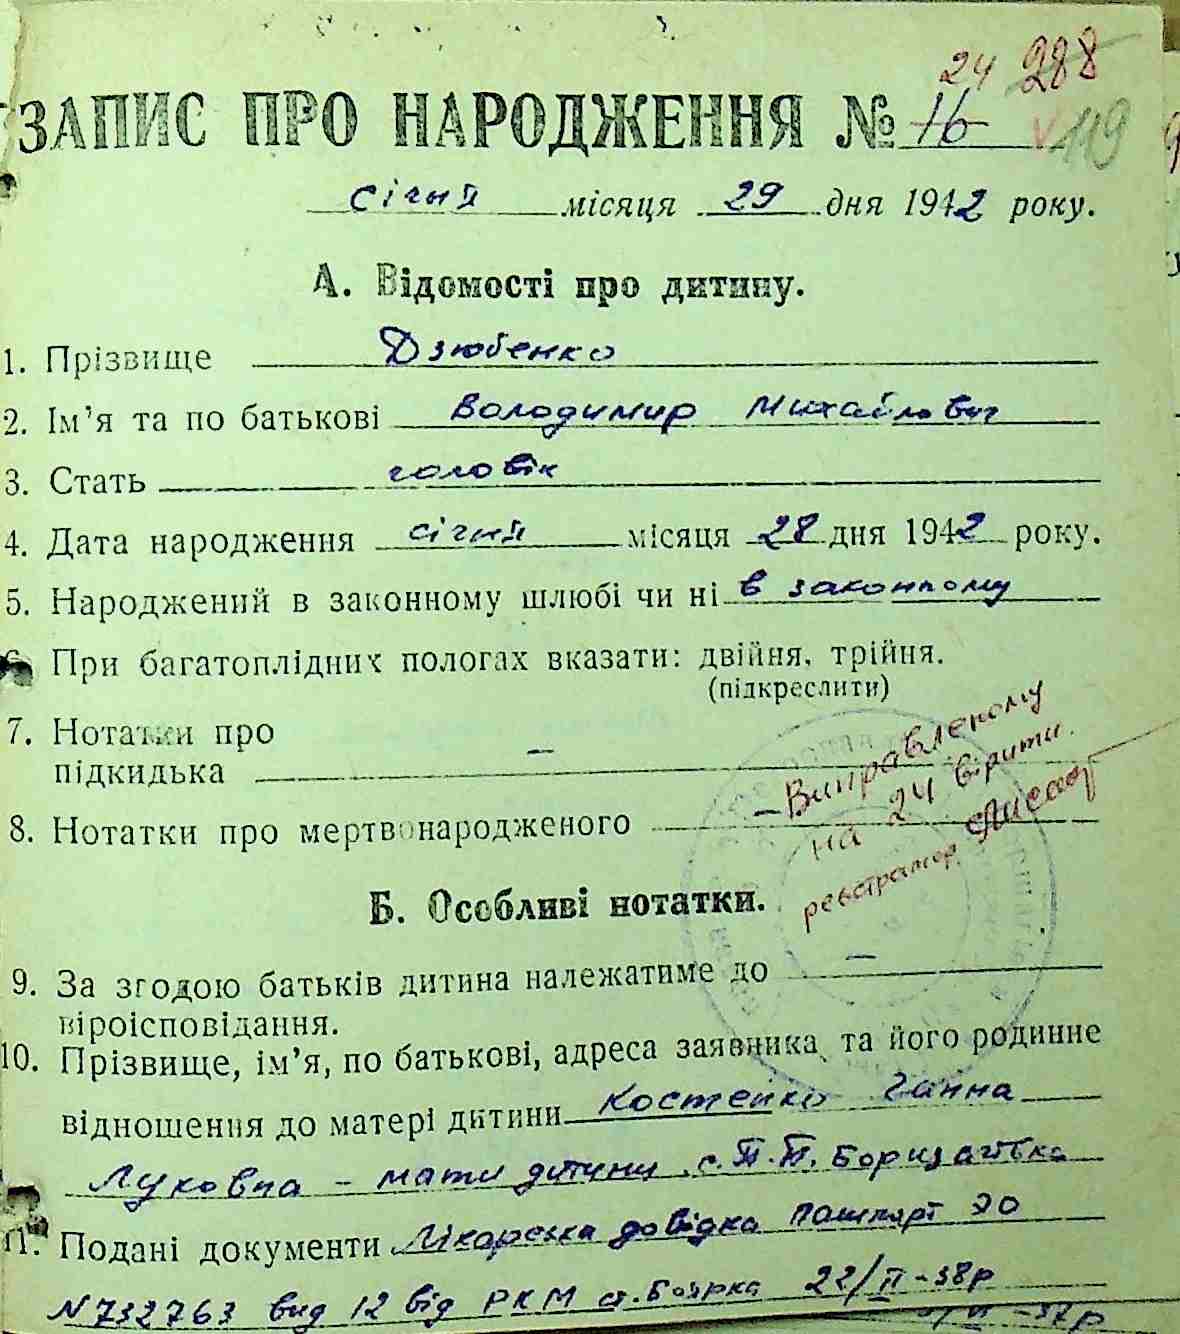 24 288
ЗАПИС ПРО НАРОДЖЕННЯ № 16 V 119
січня місяця 29 дня 1942 року.
А. Відомості про дитину.
1. Прізвище Дзюбенко
2. Ім’я та по батькові Володимир Михайлович
3. Стать чоловік
4. Дата народження січня місяця 28 дня 1942 року.
5. Народжений в законному шлюбі чи ні в законному
6. При багатоплідних пологах вказати: двійня, трійня.
(підкреслити)
7. Нотатки про
підкидька —
8. Нотатки про мертвонародженого —
Виправленому
на 24 вірити.
реєстратор
Б. Особливі нотатки.
9. За згодою батьків дитина належатиме до —
віроісповідання.
10. Прізвище, ім’я, по батькові, адреса заявника та його родинне
відношення до матері дитини Костенко Ганна
Луковна - мати дитини. с. П.П. Борщагівка
11. Подані документи Лікарська довідка пашпорт ЯО
N 732763 вид 12 від РКМ ст. Боярка 22/II-38р